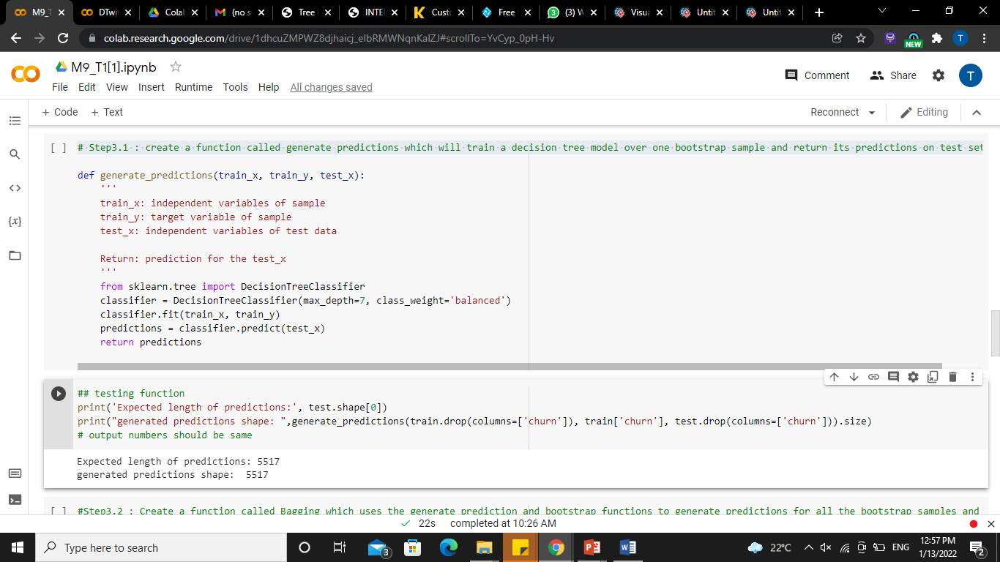 M9_T
DTwi
Colal
(no s
Tree
INTE
Custo
Free
(3) W
Visua
Untit
Untit
colab.research.google.com/drive/1dhcuZMPWZ8djhaicj_elbRMWNqnKalZJ#scrollTo=YvCyp_0pH-Hv
NEW
T
M9_T1[1].ipynb
Comment
Share
T
File Edit View Insert Runtime Tools Help All changes saved
+ Code + Text
Reconnect
Editing
[ ] # Step3.1 : create a function called generate predictions which will train a decision tree model over one bootstrap sample and return its predictions on test set
def generate_predictions(train_x, train_y, test_x):
'''
train_x: independent variables of sample
train_y: target variable of sample
test_x: independent variables of test data
Return: prediction for the test_x
'''
from sklearn.tree import DecisionTreeClassifier
classifier = DecisionTreeClassifier(max_depth=7, class_weight='balanced')
classifier.fit(train_x, train_y)
predictions = classifier.predict(test_x)
return predictions
## testing function
print('Expected length of predictions:', test.shape[0])
print("generated predictions shape: ",generate_predictions(train.drop(columns=['churn']), train['churn'], test.drop(columns=['churn'])).size)
# output numbers should be same
Expected length of predictions: 5517
generated predictions shape:  5517
[ ] #Step3.2 : Create a function called Bagging which uses the generate prediction and bootstrap functions to generate predictions for all the bootstrap samples and
22s completed at 10:26 AM
Type here to search
3
22°C
ENG
12:57 PM
1/13/2022
2